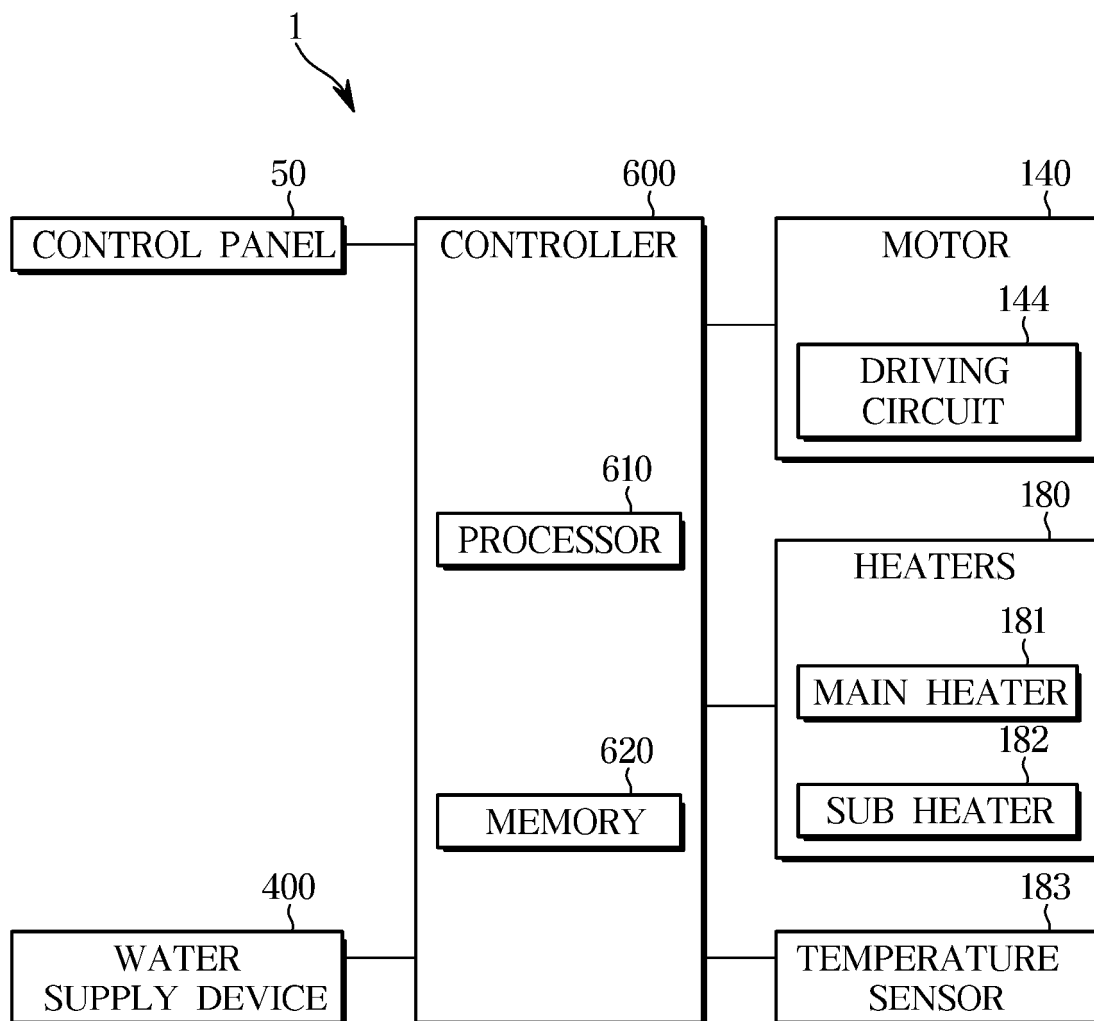 1
50
CONTROL PANEL
600
CONTROLLER
610
PROCESSOR
620
MEMORY
400
WATER
SUPPLY DEVICE
140
MOTOR
144
DRIVING
CIRCUIT
180
HEATERS
181
MAIN HEATER
182
SUB HEATER
183
TEMPERATURE
SENSOR